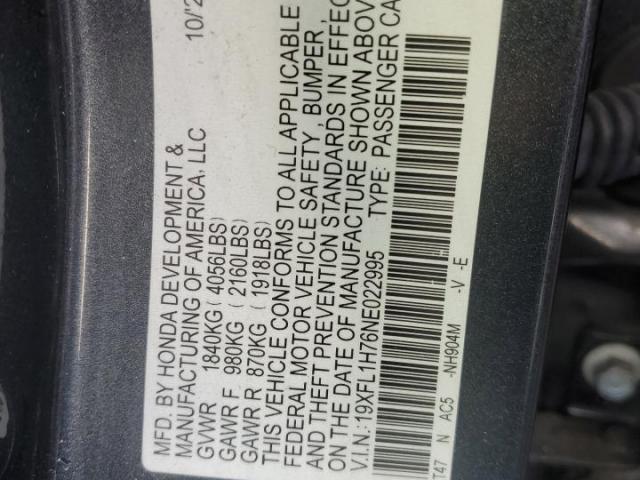 MFD. BY HONDA DEVELOPMENT &
MANUFACTURING OF AMERICA, LLC 10/'2
GVWR 1840KG ( 4056LBS)
GAWR F 980KG ( 2160LBS)
GAWR R 870KG ( 1918LBS)
THIS VEHICLE CONFORMS TO ALL APPLICABLE
FEDERAL MOTOR VEHICLE SAFETY, BUMPER,
AND THEFT PREVENTION STANDARDS IN EFFEC
ON THE DATE OF MANUFACTURE SHOWN ABOV
V.I.N.: 19XFL1H76NE022995 TYPE: PASSENGER CA
T47 N AC5 -NH904M -V -E